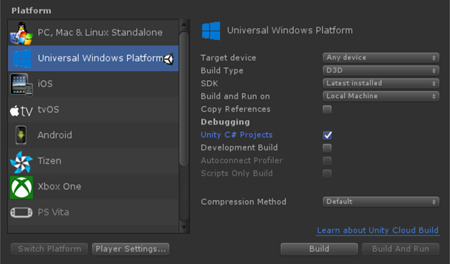 Platform
PC, Mac & Linux Standalone
Universal Windows Platform
iOS
tv
tvOS
Android
Tizen
Xbox One
PS Vita
Switch Platform
Player Settings...
Universal Windows Platform
Target device
Any device
Build Type
D3D
SDK
Latest installed
Build and Run on
Local Machine
Copy References
Debugging
Unity C# Projects
Development Build
Autoconnect Profiler
Scripts Only Build
Compression Method
Default
Learn about Unity Cloud Build
Build
Build And Run